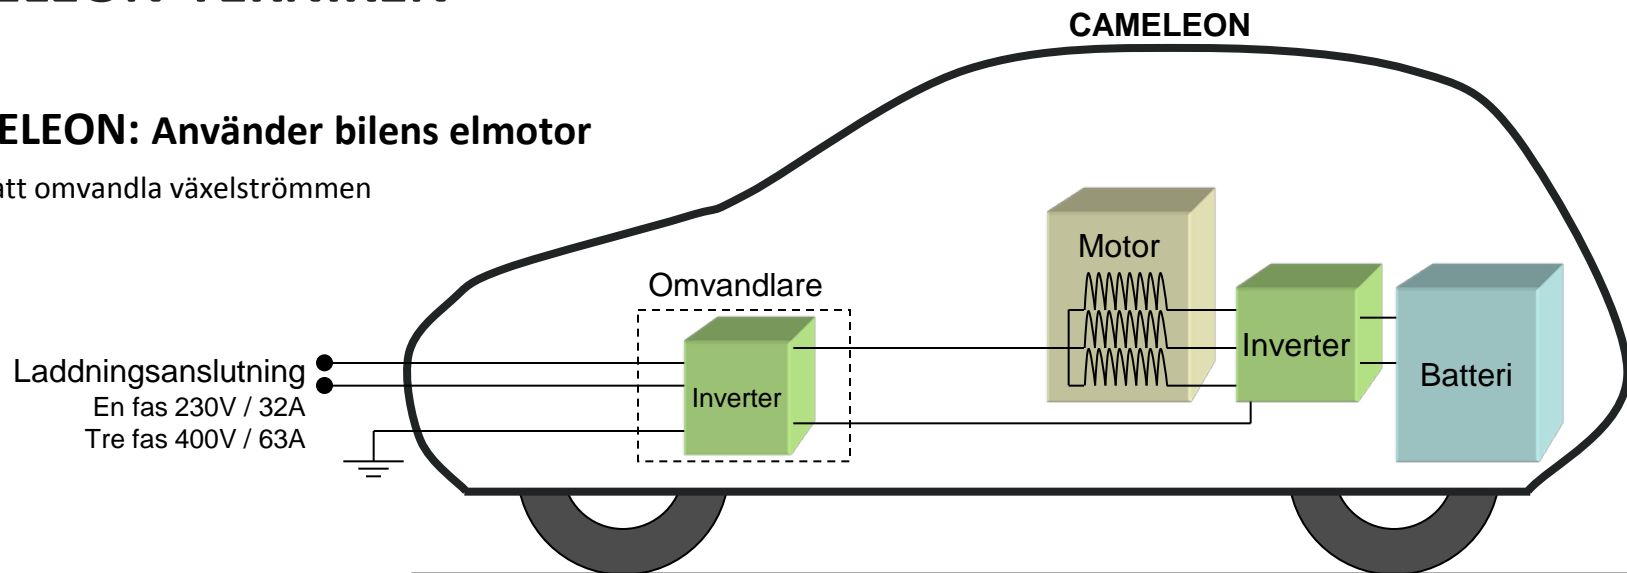 CAMELEON
ELEON: Använder bilens elmotor
att omvandla växelströmmen
Motor
Omvandlare
Inverter
Laddningsanslutning
Inverter
Batteri
En fas 230V / 32A
Tre fas 400V / 63A